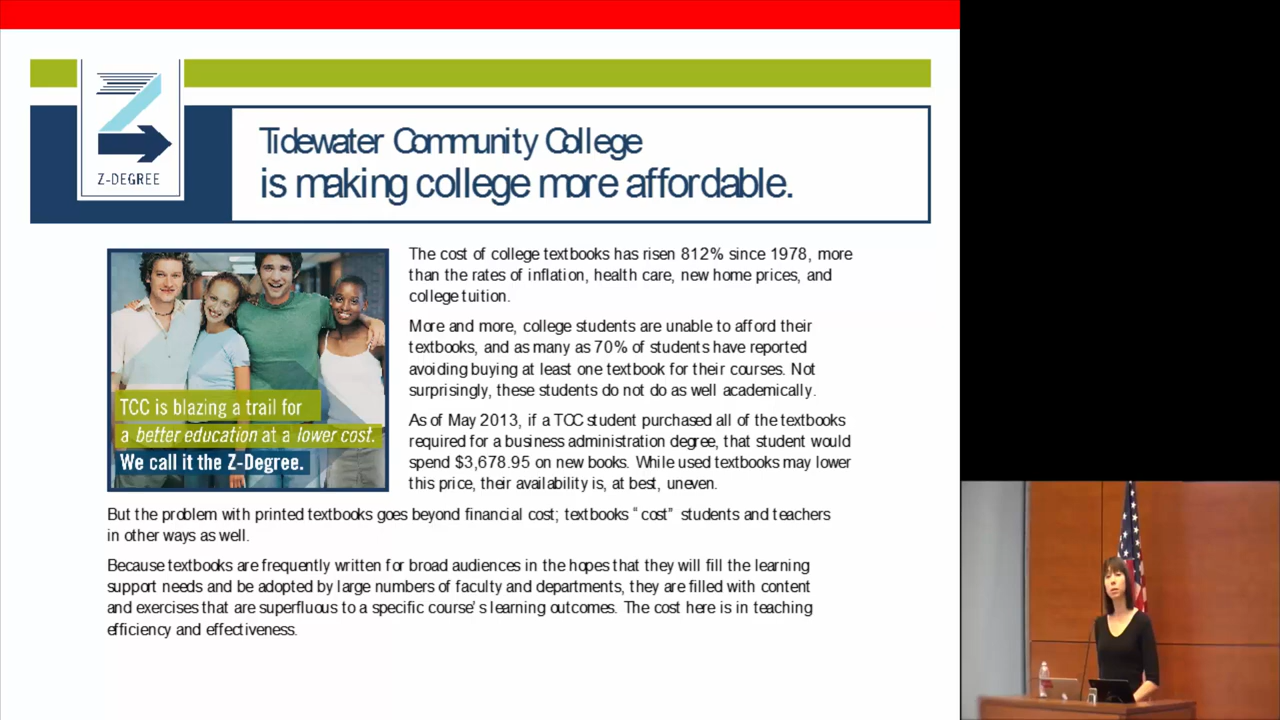 Z-DEGREE
Tidewater Community College
is making college more affordable.
TCC is blazing a trail for
a better education at a lower cost.
We call it the Z-Degree.
The cost of college textbooks has risen 812% since 1978, more
than the rates of inflation, health care, new home prices, and
college tuition.
More and more, college students are unable to afford their
textbooks, and as many as 70% of students have reported
avoiding buying at least one textbook for their courses. Not
surprisingly, these students do not do as well academically.
As of May 2013, if a TCC student purchased all of the textbooks
required for a business administration degree, that student would
spend $3,678.95 on new books. While used textbooks may lower
this price, their availability is, at best, uneven.
But the problem with printed textbooks goes beyond financial cost; textbooks “cost” students and teachers
in other ways as well.
Because textbooks are frequently written for broad audiences in the hopes that they will fill the learning
support needs and be adopted by large numbers of faculty and departments, they are filled with content
and exercises that are superfluous to a specific course’s learning outcomes. The cost here is in teaching
efficiency and effectiveness.